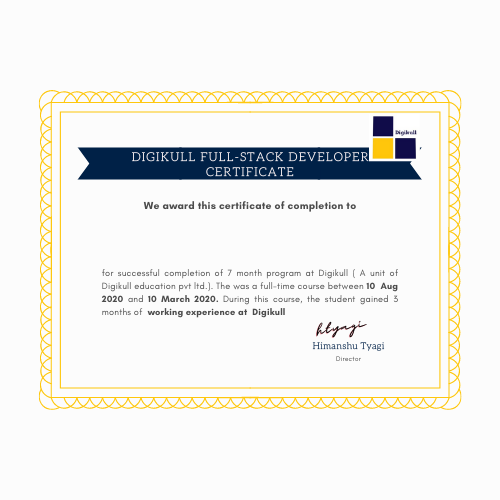 Digikull
DIGIKULL FULL-STACK DEVELOPER
CERTIFICATE
We award this certificate of completion to
for successful completion of 7 month program at Digikull ( A unit of
Digikull education pvt ltd.). The was a full-time course between 10 Aug
2020 and 10 March 2020. During this course, the student gained 3
months of working experience at Digikull
htyagi
Himanshu Tyagi
Director